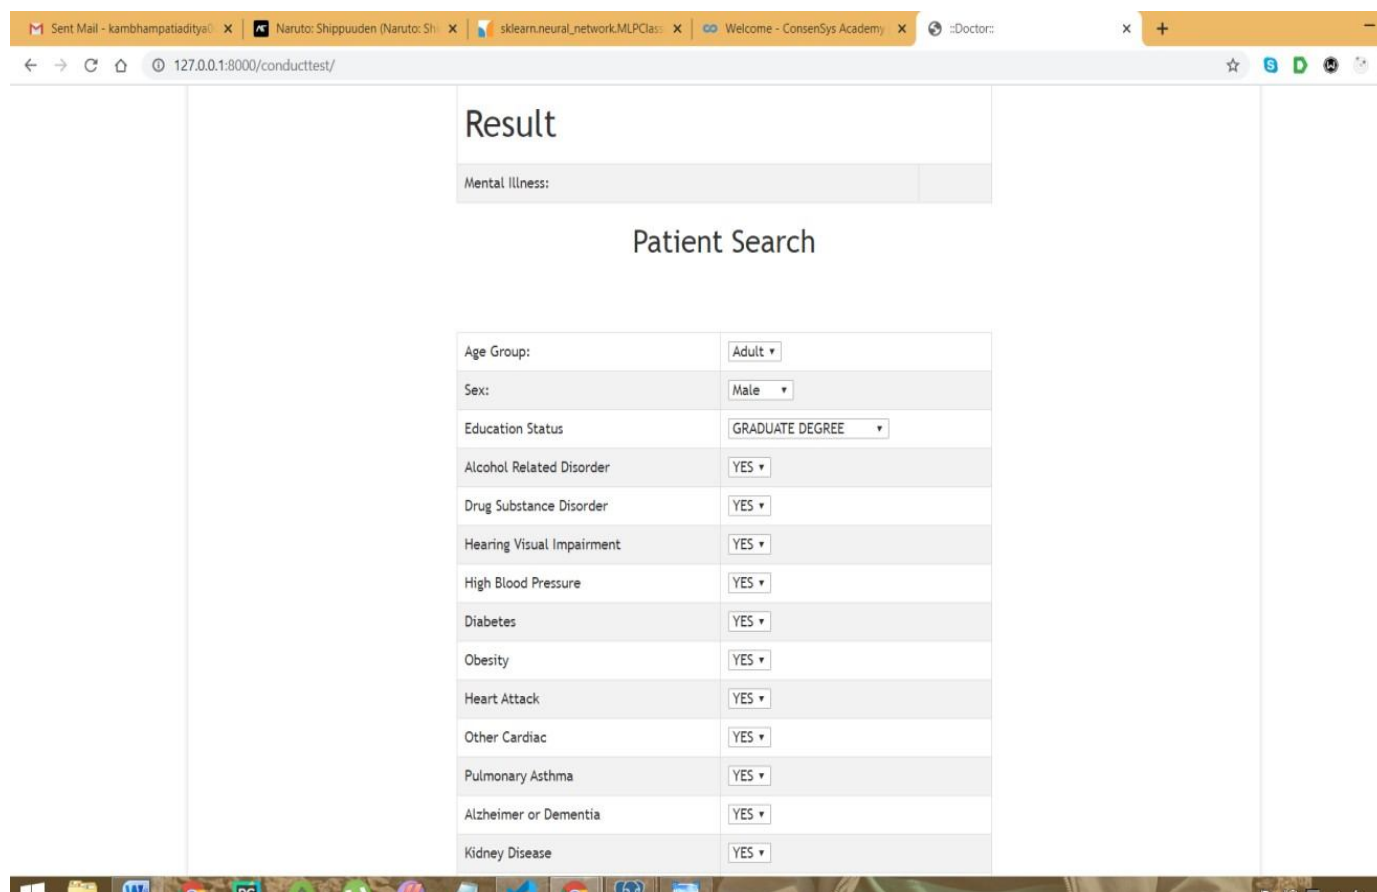 Sent Mail - kambhampatiaditya0
Naruto: Shippuuden (Naruto: Shi
sklearn.neural_network.MLPClass
Welcome - ConsenSys Academy
::Doctor::
127.0.0.1:8000/conducttest/
Result
Mental Illness:
Patient Search
Age Group: Adult
Sex: Male
Education Status GRADUATE DEGREE
Alcohol Related Disorder YES
Drug Substance Disorder YES
Hearing Visual Impairment YES
High Blood Pressure YES
Diabetes YES
Obesity YES
Heart Attack YES
Other Cardiac YES
Pulmonary Asthma YES
Alzheimer or Dementia YES
Kidney Disease YES